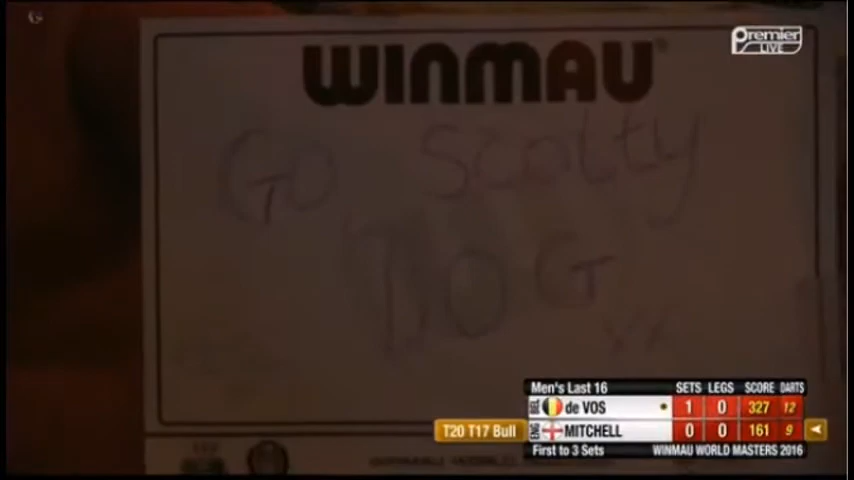 Premier
LIVE
WINMAU
GO Scotty
DOG
xx
Men's Last 16 SETS LEGS SCORE DARTS
BEL de VOS 1 0 327 12
T20 T17 Bull ENG MITCHELL 0 0 161 9
First to 3 Sets WINMAU WORLD MASTERS 2016